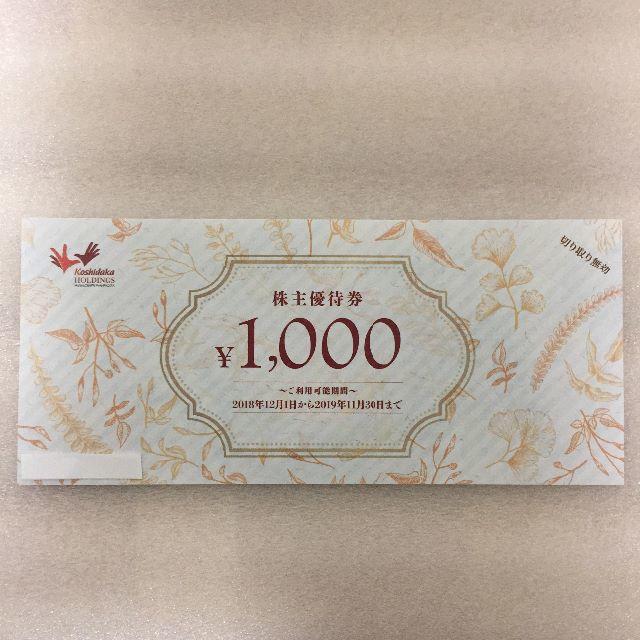 Koshidaka
HOLDINGS
切り取り無効
株主優待券
¥1,000
～ご利用可能期間～
2018年12月1日から2019年11月30日まで